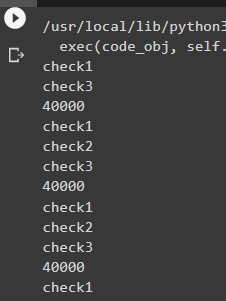 /usr/local/lib/python3
exec(code_obj, self.
check1
check3
40000
check1
check2
check3
40000
check1
check2
check3
40000
check1